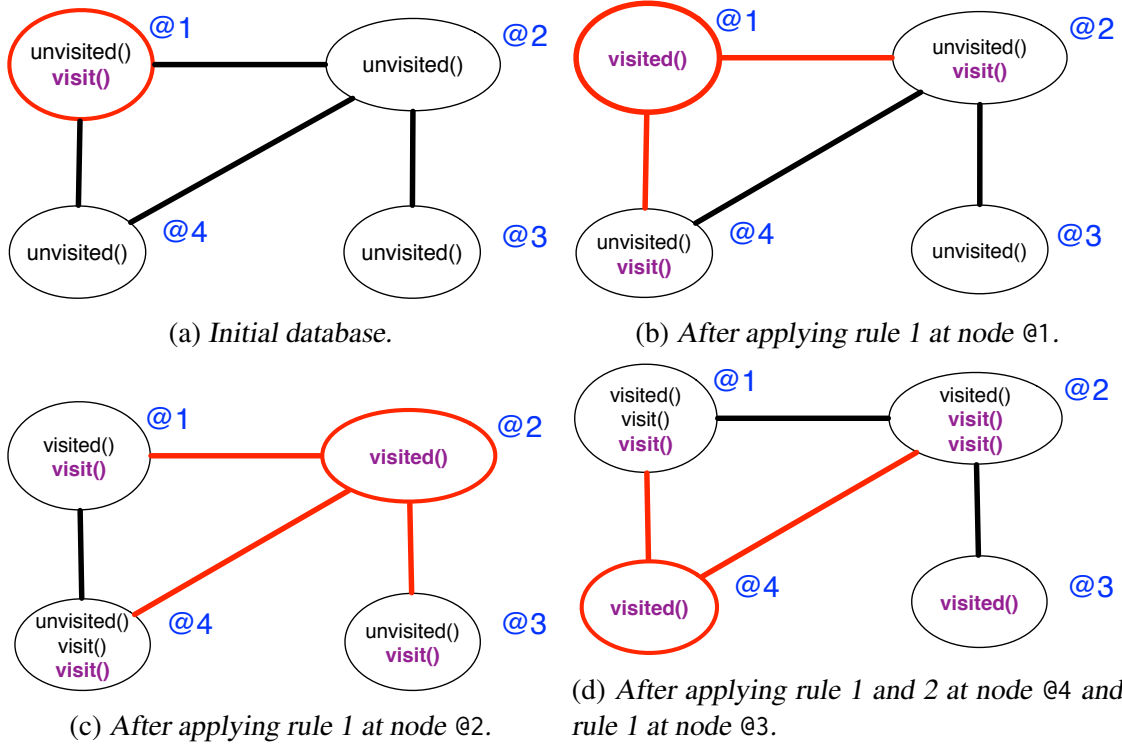 @1
@2
unvisited()
visit()
unvisited()
@4
@3
unvisited()
unvisited()
(a) Initial database.
@1
@2
visited()
unvisited()
visit()
@4
@3
unvisited()
visit()
unvisited()
(b) After applying rule 1 at node @1.
@1
@2
visited()
visit()
visited()
@4
@3
unvisited()
visit()
visit()
unvisited()
visit()
(c) After applying rule 1 at node @2.
@1
@2
visited()
visit()
visit()
visited()
visit()
visit()
@4
@3
visited()
visited()
(d) After applying rule 1 and 2 at node @4 and
rule 1 at node @3.